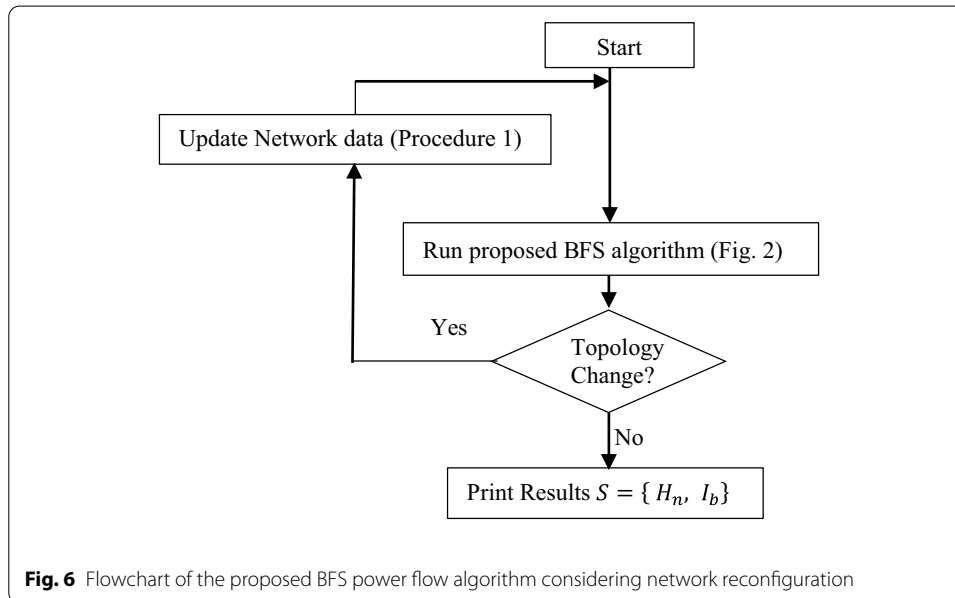 Start
Update Network data (Procedure 1)
Run proposed BFS algorithm (Fig. 2)
Yes
Topology
Change?
No
Print Results S = { Hₙ, I_b}
Fig. 6 Flowchart of the proposed BFS power flow algorithm considering network reconfiguration